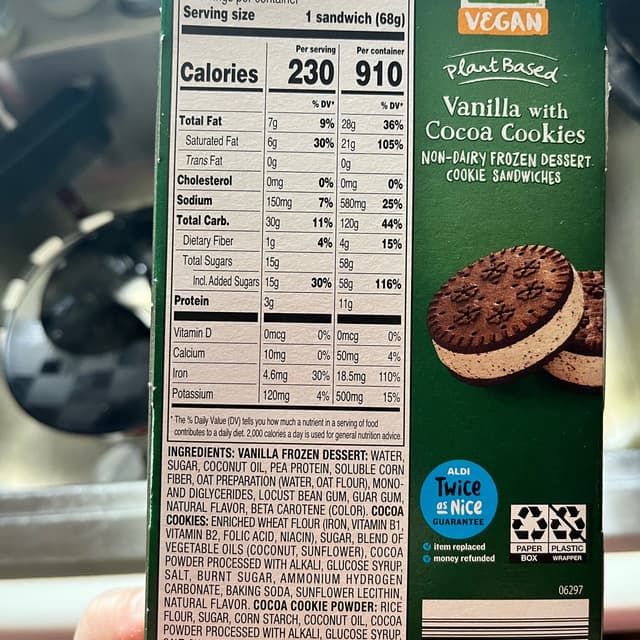 Serving size 1 sandwich (68g)
Per serving Per container
Calories 230 910
% DV* % DV*
Total Fat 7g 9% 28g 36%
Saturated Fat 6g 30% 21g 105%
Trans Fat 0g 0g
Cholesterol 0mg 0% 0mg 0%
Sodium 150mg 7% 580mg 25%
Total Carb. 30g 11% 120g 44%
Dietary Fiber 1g 4% 4g 15%
Total Sugars 15g 58g
Incl. Added Sugars 15g 30% 58g 116%
Protein 3g 11g
Vitamin D 0mcg 0% 0mcg 0%
Calcium 10mg 0% 50mg 4%
Iron 4.6mg 30% 18.5mg 110%
Potassium 120mg 4% 500mg 15%
* The % Daily Value (DV) tells you how much a nutrient in a serving of food
contributes to a daily diet. 2,000 calories a day is used for general nutrition advice.
INGREDIENTS: VANILLA FROZEN DESSERT: WATER,
SUGAR, COCONUT OIL, PEA PROTEIN, SOLUBLE CORN
FIBER, OAT PREPARATION (WATER, OAT FLOUR), MONO-
AND DIGLYCERIDES, LOCUST BEAN GUM, GUAR GUM,
NATURAL FLAVOR, BETA CAROTENE (COLOR). COCOA
COOKIES: ENRICHED WHEAT FLOUR (IRON, VITAMIN B1,
VITAMIN B2, FOLIC ACID, NIACIN), SUGAR, BLEND OF
VEGETABLE OILS (COCONUT, SUNFLOWER), COCOA
POWDER PROCESSED WITH ALKALI, GLUCOSE SYRUP,
SALT, BURNT SUGAR, AMMONIUM HYDROGEN
CARBONATE, BAKING SODA, SUNFLOWER LECITHIN,
NATURAL FLAVOR. COCOA COOKIE POWDER: RICE
FLOUR, SUGAR, CORN STARCH, COCONUT OIL, COCOA
POWDER PROCESSED WITH ALKALI, GLUCOSE SYRUP
VEGAN
Plant Based
Vanilla with
Cocoa Cookies
NON-DAIRY FROZEN DESSERT
COOKIE SANDWICHES
ALDI
Twice
as Nice
GUARANTEE
item replaced
money refunded
PAPER PLASTIC
BOX WRAPPER
06297